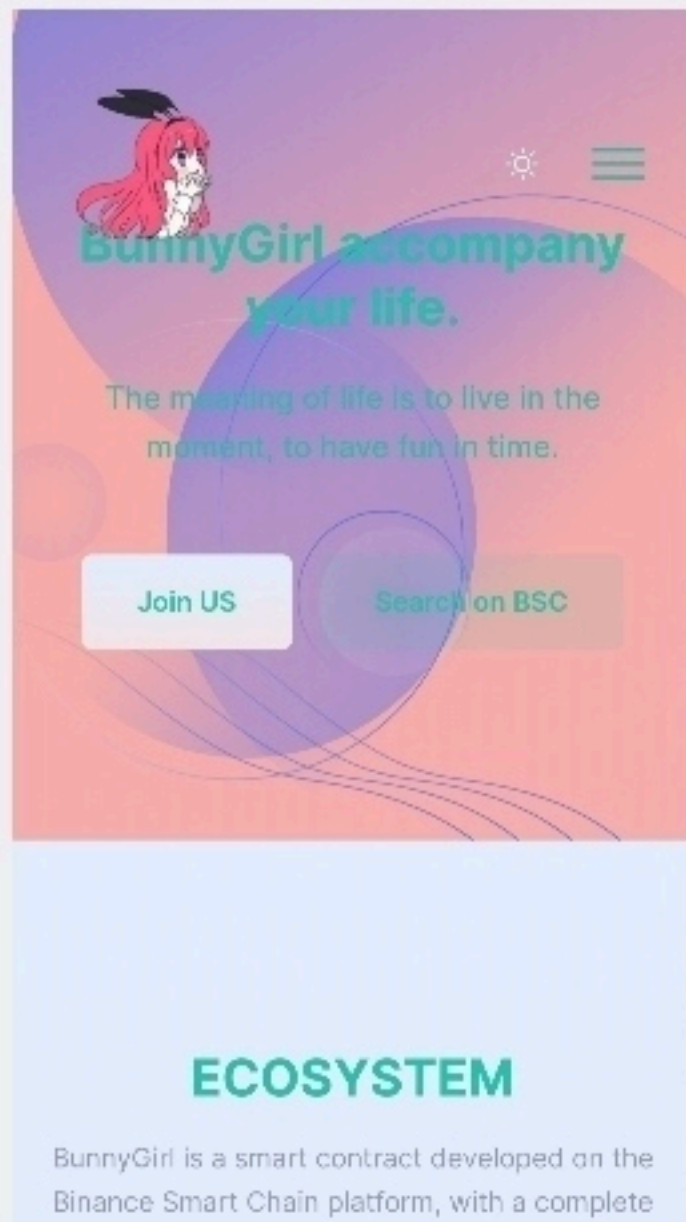 BunnyGirl accompany
your life.
The meaning of life is to live in the
moment, to have fun in time.
Join US
Search on BSC
ECOSYSTEM
BunnyGirl is a smart contract developed on the
Binance Smart Chain platform, with a complete